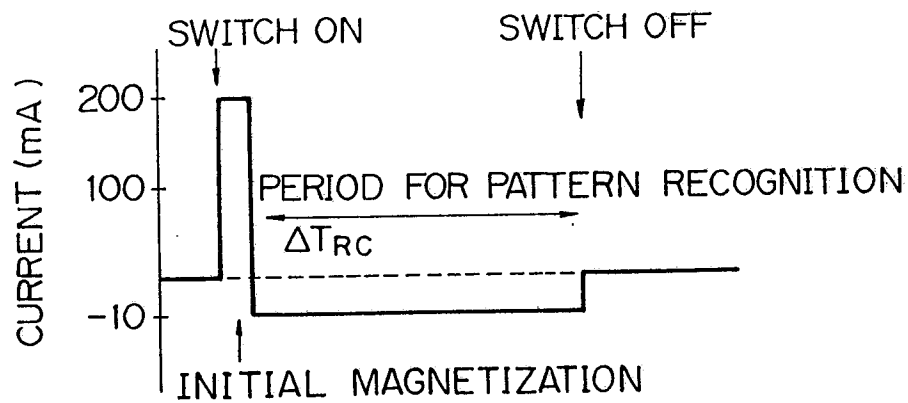 SWITCH ON
SWITCH OFF
CURRENT (mA)
200
100
-10
PERIOD FOR PATTERN RECOGNITION
ΔTRC
INITIAL MAGNETIZATION